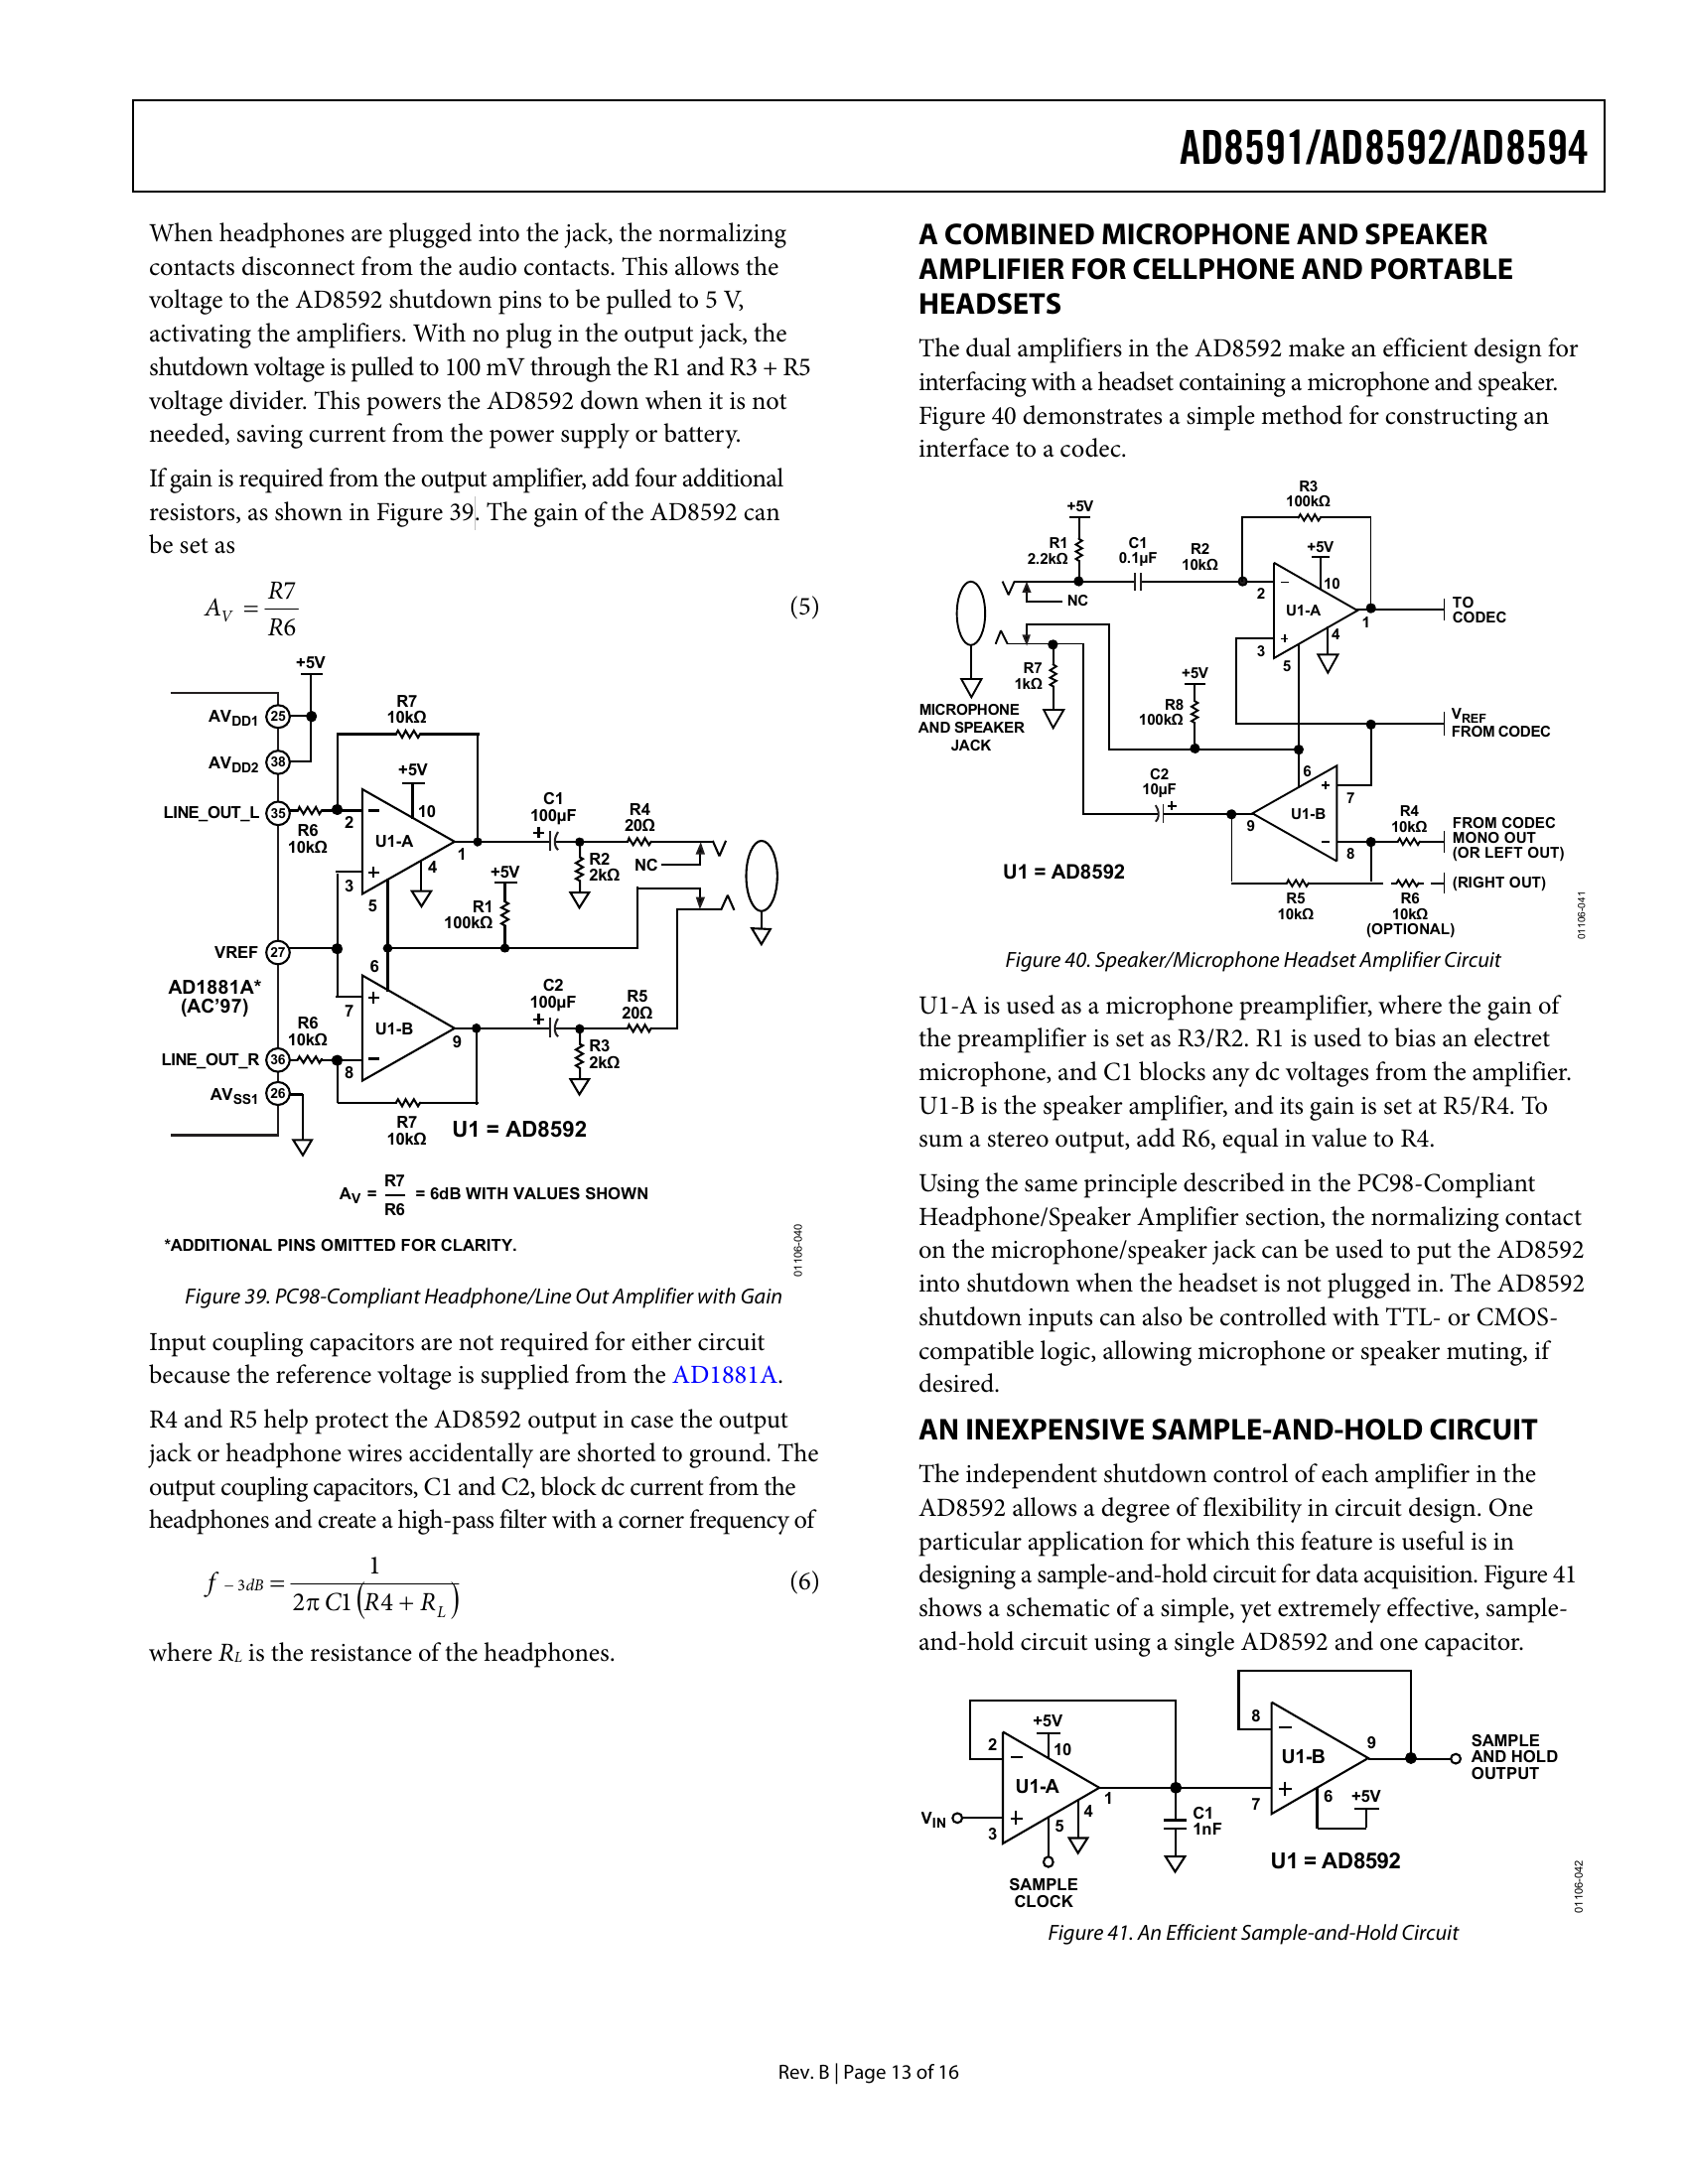 AD8591/AD8592/AD8594
When headphones are plugged into the jack, the normalizing
contacts disconnect from the audio contacts. This allows the
voltage to the AD8592 shutdown pins to be pulled to 5 V,
activating the amplifiers. With no plug in the output jack, the
shutdown voltage is pulled to 100 mV through the R1 and R3 + R5
voltage divider. This powers the AD8592 down when it is not
needed, saving current from the power supply or battery.
If gain is required from the output amplifier, add four additional
resistors, as shown in Figure 39. The gain of the AD8592 can
be set as
A_V = R7/R6 (5)
+5V
AV_DD1 25
AV_DD2 38
R7
10kΩ
+5V
10
LINE_OUT_L 35
R6
10kΩ
2
U1-A
1
3
4
5
C1
100µF
+
R4
20Ω
R2
2kΩ
NC
+5V
R1
100kΩ
VREF 27
AD1881A*
(AC'97)
6
7
U1-B
9
8
C2
100µF
+
R5
20Ω
R3
2kΩ
R6
10kΩ
LINE_OUT_R 36
AV_SS1 26
R7
10kΩ
U1 = AD8592
A_V = R7/R6 = 6dB WITH VALUES SHOWN
*ADDITIONAL PINS OMITTED FOR CLARITY.
01106-040
Figure 39. PC98-Compliant Headphone/Line Out Amplifier with Gain
Input coupling capacitors are not required for either circuit
because the reference voltage is supplied from the AD1881A.
R4 and R5 help protect the AD8592 output in case the output
jack or headphone wires accidentally are shorted to ground. The
output coupling capacitors, C1 and C2, block dc current from the
headphones and create a high-pass filter with a corner frequency of
f −3dB = 1/(2π C1 (R4 + R_L)) (6)
where R_L is the resistance of the headphones.
A COMBINED MICROPHONE AND SPEAKER
AMPLIFIER FOR CELLPHONE AND PORTABLE
HEADSETS
The dual amplifiers in the AD8592 make an efficient design for
interfacing with a headset containing a microphone and speaker.
Figure 40 demonstrates a simple method for constructing an
interface to a codec.
+5V
R1
2.2kΩ
C1
0.1µF
R2
10kΩ
R3
100kΩ
+5V
10
NC
2
U1-A
1
3
4
5
TO
CODEC
R7
1kΩ
MICROPHONE
AND SPEAKER
JACK
+5V
R8
100kΩ
V_REF
FROM CODEC
C2
10µF
+
6
7
U1-B
9
8
R4
10kΩ
FROM CODEC
MONO OUT
(OR LEFT OUT)
(RIGHT OUT)
R5
10kΩ
R6
10kΩ
(OPTIONAL)
U1 = AD8592
01106-041
Figure 40. Speaker/Microphone Headset Amplifier Circuit
U1-A is used as a microphone preamplifier, where the gain of
the preamplifier is set as R3/R2. R1 is used to bias an electret
microphone, and C1 blocks any dc voltages from the amplifier.
U1-B is the speaker amplifier, and its gain is set at R5/R4. To
sum a stereo output, add R6, equal in value to R4.
Using the same principle described in the PC98-Compliant
Headphone/Speaker Amplifier section, the normalizing contact
on the microphone/speaker jack can be used to put the AD8592
into shutdown when the headset is not plugged in. The AD8592
shutdown inputs can also be controlled with TTL- or CMOS-
compatible logic, allowing microphone or speaker muting, if
desired.
AN INEXPENSIVE SAMPLE-AND-HOLD CIRCUIT
The independent shutdown control of each amplifier in the
AD8592 allows a degree of flexibility in circuit design. One
particular application for which this feature is useful is in
designing a sample-and-hold circuit for data acquisition. Figure 41
shows a schematic of a simple, yet extremely effective, sample-
and-hold circuit using a single AD8592 and one capacitor.
+5V
2
10
U1-A
1
V_IN
3
4
5
SAMPLE
CLOCK
C1
1nF
8
U1-B
9
7
6
+5V
SAMPLE
AND HOLD
OUTPUT
U1 = AD8592
01106-042
Figure 41. An Efficient Sample-and-Hold Circuit
Rev. B | Page 13 of 16